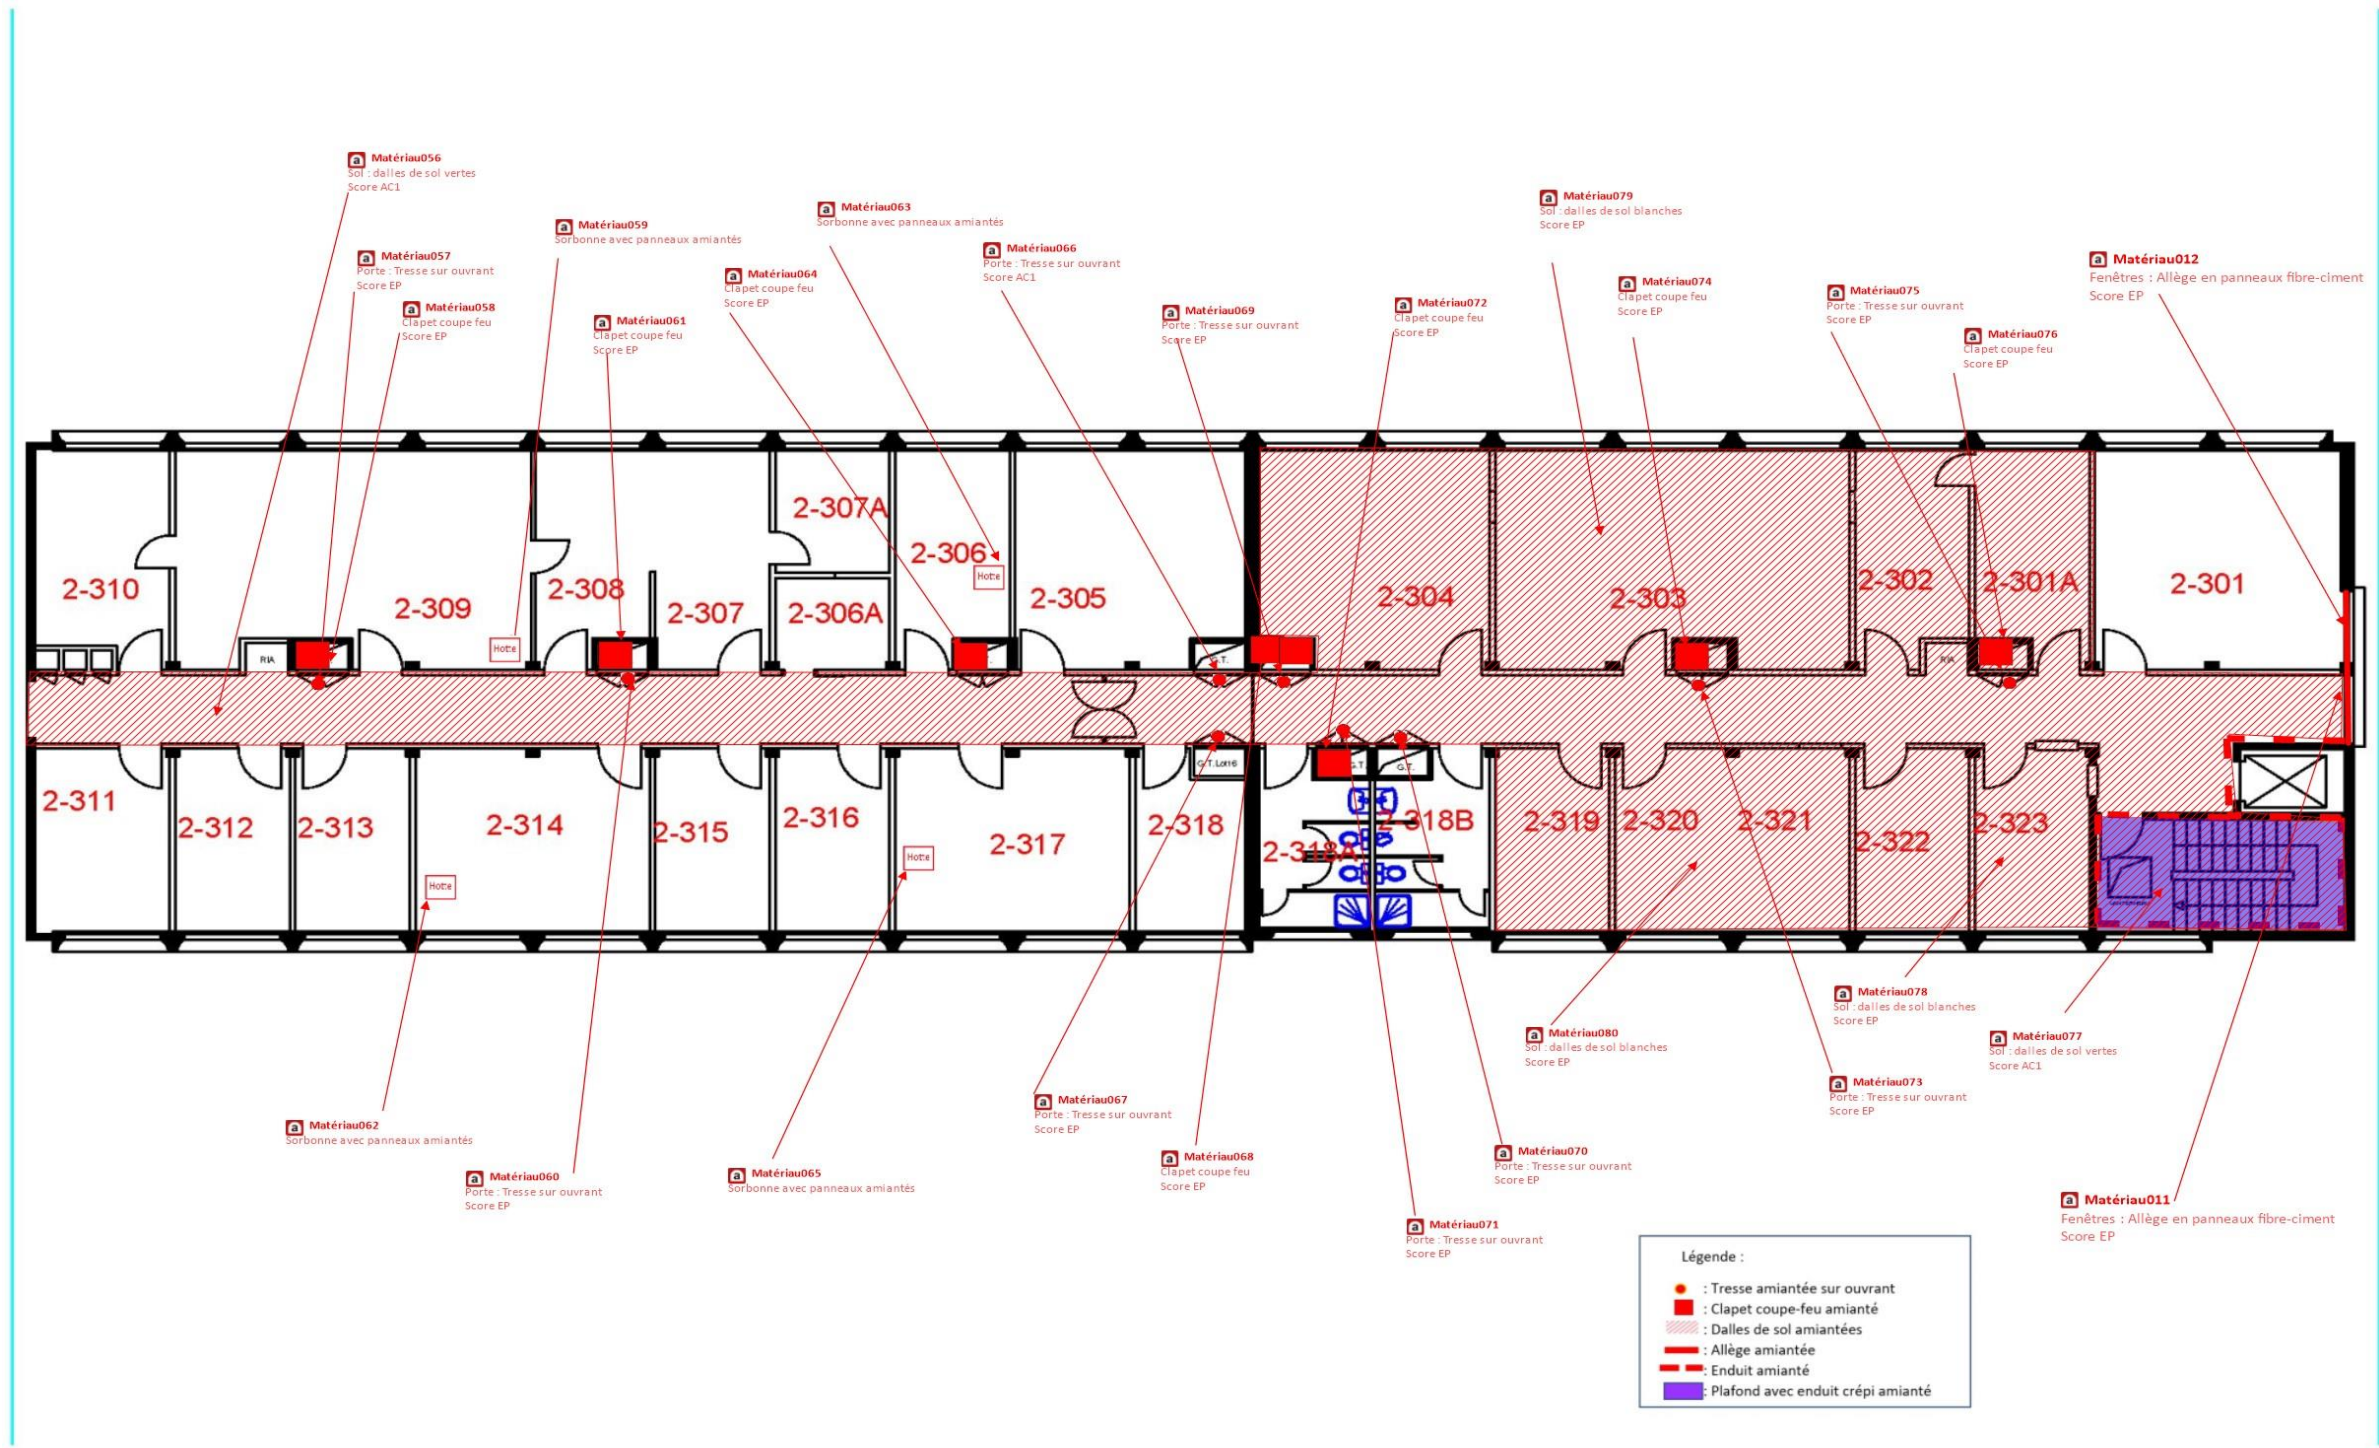 a Matériau056
Sol : dalles de sol vertes
Score AC1
a Matériau057
Porte : Tresse sur ouvrant
Score EP
a Matériau058
Clapet coupe feu
Score EP
a Matériau059
Sorbonne avec panneaux amiantés
a Matériau061
Clapet coupe feu
Score EP
a Matériau064
Clapet coupe feu
Score EP
a Matériau063
Sorbonne avec panneaux amiantés
a Matériau066
Porte : Tresse sur ouvrant
Score AC1
a Matériau069
Porte : Tresse sur ouvrant
Score EP
a Matériau072
Clapet coupe feu
Score EP
a Matériau079
Sol : dalles de sol blanches
Score EP
a Matériau074
Clapet coupe feu
Score EP
a Matériau075
Porte : Tresse sur ouvrant
Score EP
a Matériau076
Clapet coupe feu
Score EP
a Matériau012
Fenêtres : Allège en panneaux fibre-ciment
Score EP
2-310
2-309
2-308
2-307
2-307A
2-306A
2-306
2-305
2-304
2-303
2-302
2-301A
2-301
Hotte
Hotte
RIA
G.T.
RIA
2-311
2-312
2-313
2-314
2-315
2-316
2-317
2-318
2-318A
2-318B
2-319
2-320
2-321
2-322
2-323
G.T.Lot16
G.T.
G.T.
Hotte
Hotte
a Matériau062
Sorbonne avec panneaux amiantés
a Matériau060
Porte : Tresse sur ouvrant
Score EP
a Matériau065
Sorbonne avec panneaux amiantés
a Matériau067
Porte : Tresse sur ouvrant
Score EP
a Matériau068
Clapet coupe feu
Score EP
a Matériau071
Porte : Tresse sur ouvrant
Score EP
a Matériau070
Porte : Tresse sur ouvrant
Score EP
a Matériau080
Sol : dalles de sol blanches
Score EP
a Matériau078
Sol : dalles de sol blanches
Score EP
a Matériau073
Porte : Tresse sur ouvrant
Score EP
a Matériau077
Sol : dalles de sol vertes
Score AC1
a Matériau011
Fenêtres : Allège en panneaux fibre-ciment
Score EP
Légende :
: Tresse amiantée sur ouvrant
: Clapet coupe-feu amianté
: Dalles de sol amiantées
: Allège amiantée
: Enduit amianté
: Plafond avec enduit crépi amianté